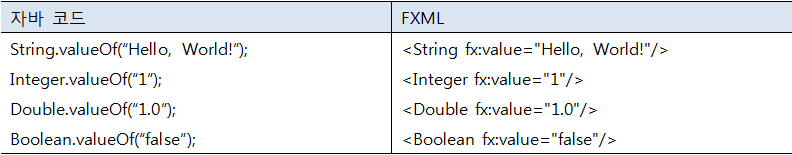 자바 코드 FXML
String.valueOf(“Hello, World!”); <String fx:value="Hello, World!"/>
Integer.valueOf(“1”); <Integer fx:value="1"/>
Double.valueOf(“1.0”); <Double fx:value="1.0"/>
Boolean.valueOf(“false”); <Boolean fx:value="false"/>